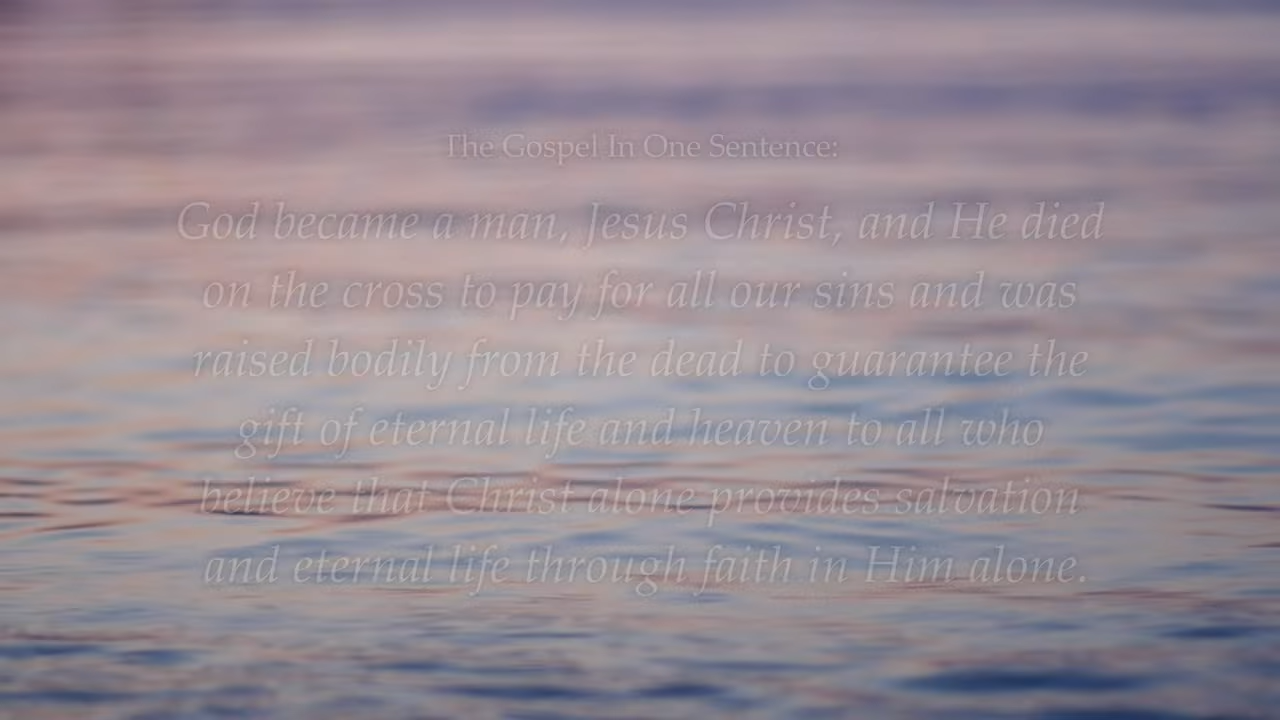 The Gospel In One Sentence:
God became a man, Jesus Christ, and He died
on the cross to pay for all our sins and was
raised bodily from the dead to guarantee the
gift of eternal life and heaven to all who
believe that Christ alone provides salvation
and eternal life through faith in Him alone.